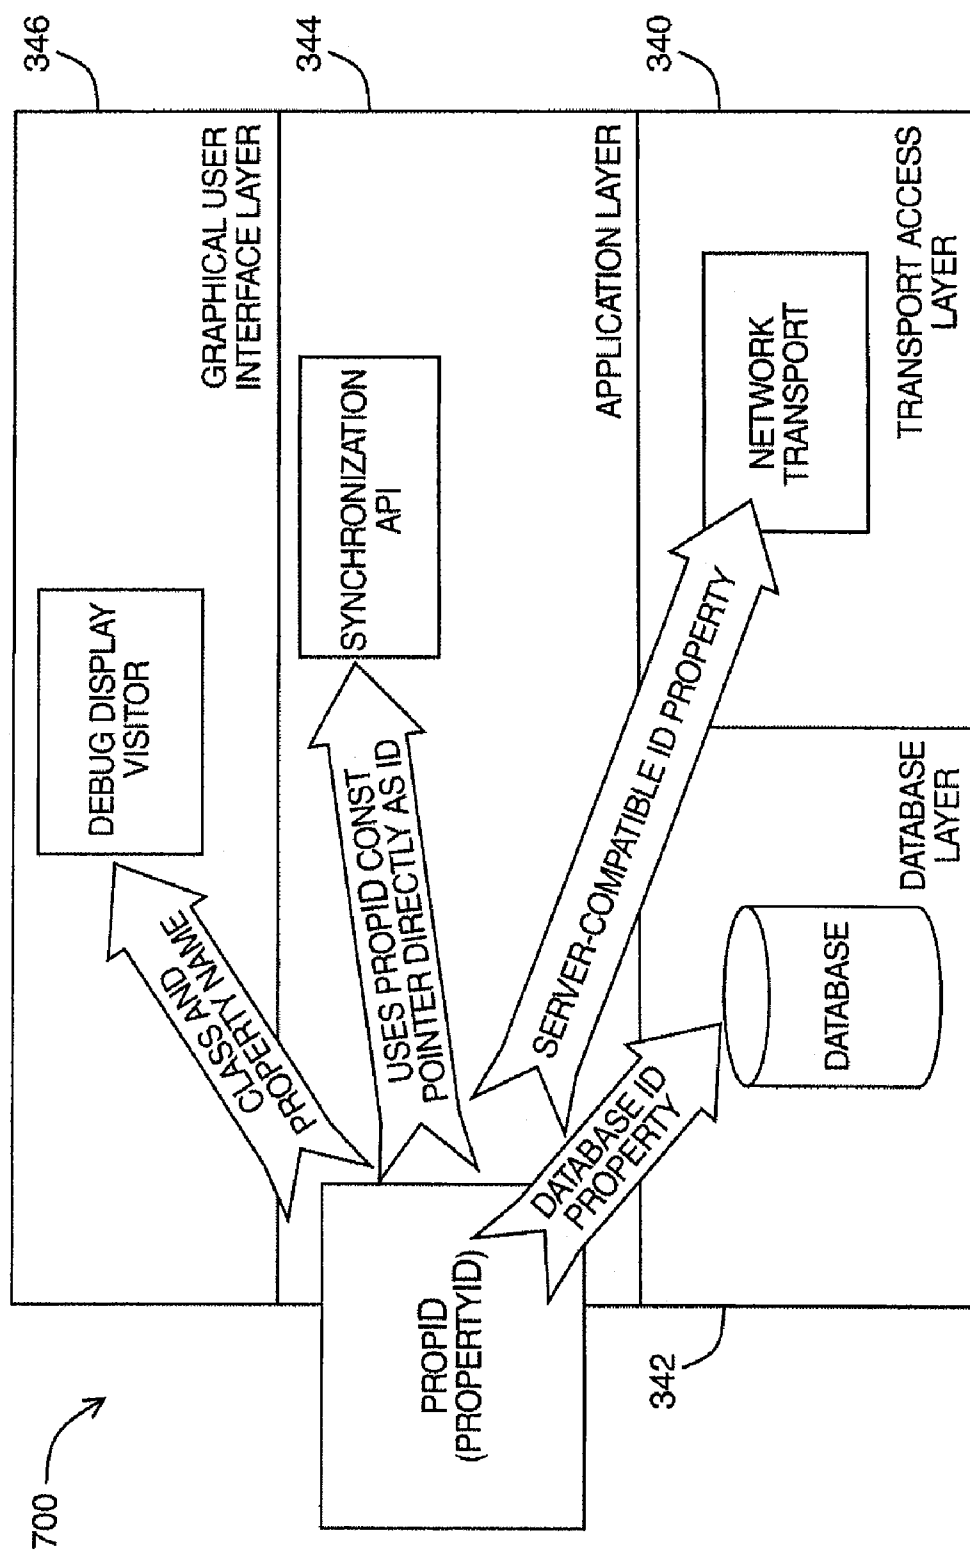 700
346
GRAPHICAL USER
INTERFACE LAYER
DEBUG DISPLAY
VISITOR
CLASS AND
PROPERTY NAME
344
APPLICATION LAYER
SYNCHRONIZATION
API
USES PROPID CONST
POINTER DIRECTLY AS ID
PROPID
(PROPERTYID)
SERVER-COMPATIBLE ID PROPERTY
DATABASE ID
PROPERTY
340
NETWORK
TRANSPORT
TRANSPORT ACCESS
LAYER
342
DATABASE
DATABASE
LAYER